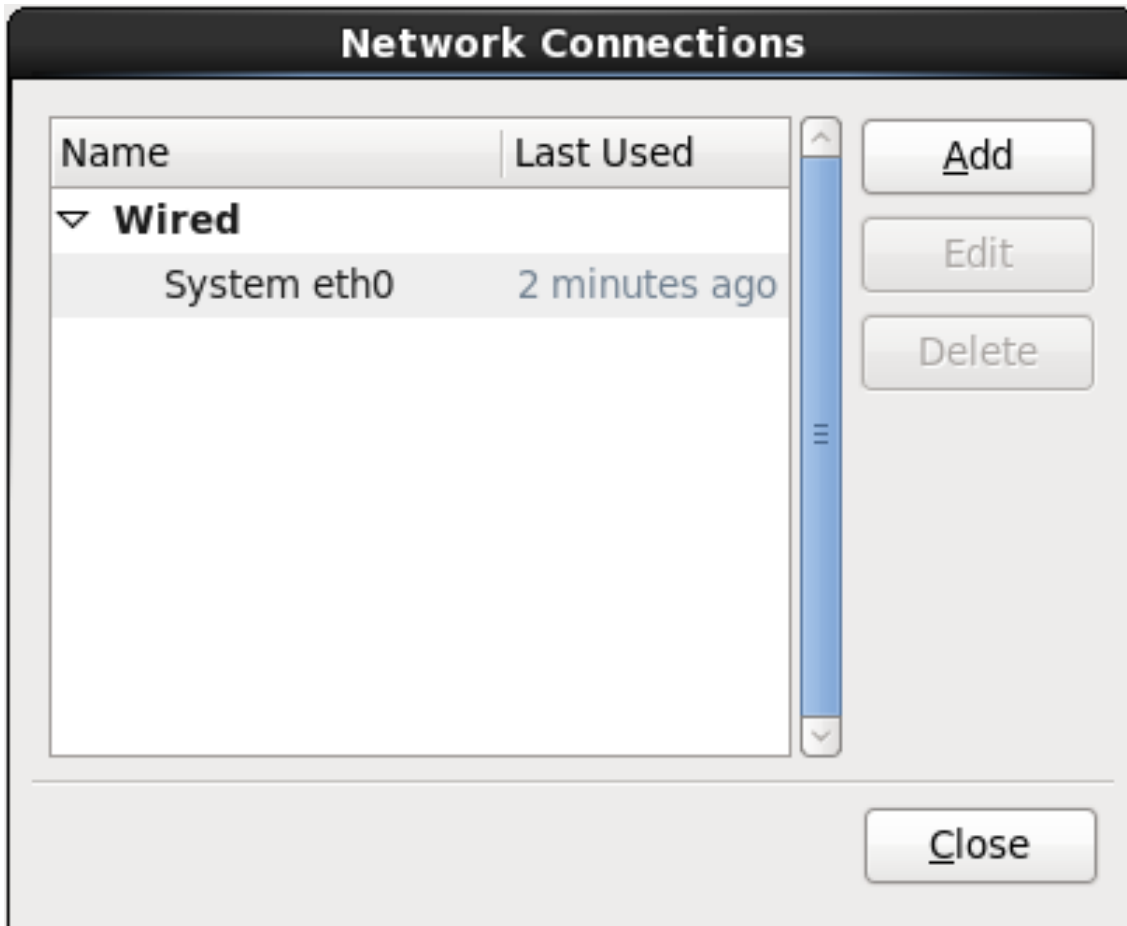 Network Connections
Name Last Used
Wired
System eth0 2 minutes ago
Add
Edit
Delete
Close